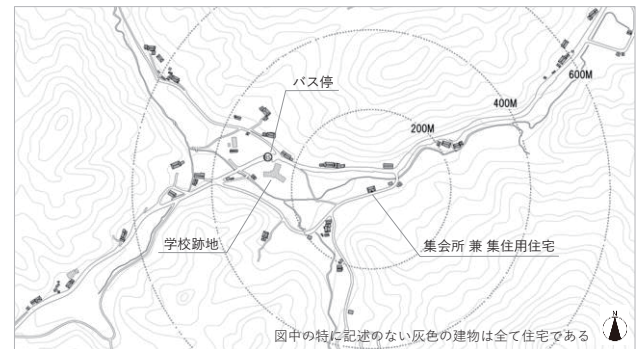 バス停
600M
400M
200M
学校跡地
集会所 兼 集住用住宅
図中の特に記述のない灰色の建物は全て住宅である
N